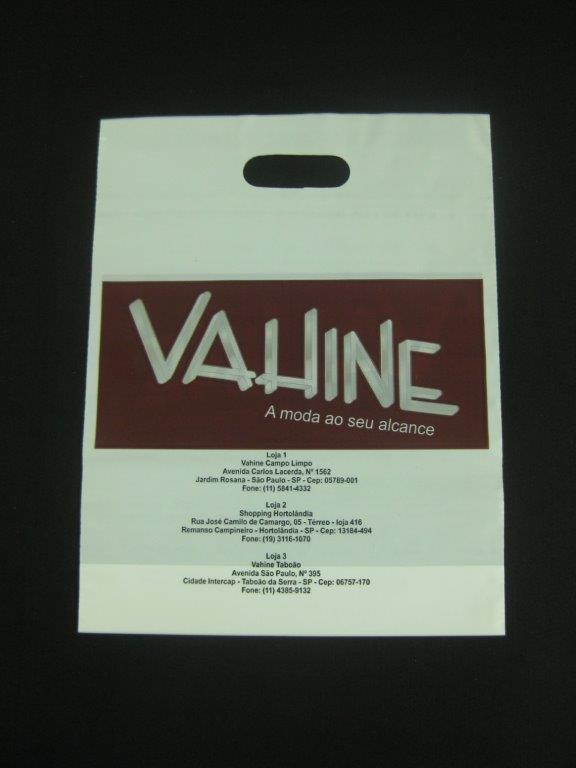 VAHINE
A moda ao seu alcance
Loja 1
Vahine Campo Limpo
Avenida Carlos Lacerda, Nº 1562
Jardim Rosana - São Paulo - SP - Cep: 05789-001
Fone: (11) 5841-4332
Loja 2
Shopping Hortolândia
Rua José Camilo de Camargo, 05 - Térreo - loja 416
Remanso Campineiro - Hortolândia - SP - Cep: 13184-494
Fone: (19) 3116-1070
Loja 3
Vahine Taboão
Avenida São Paulo, Nº 395
Cidade Intercap - Taboão da Serra - SP - Cep: 06757-170
Fone: (11) 4385-9132